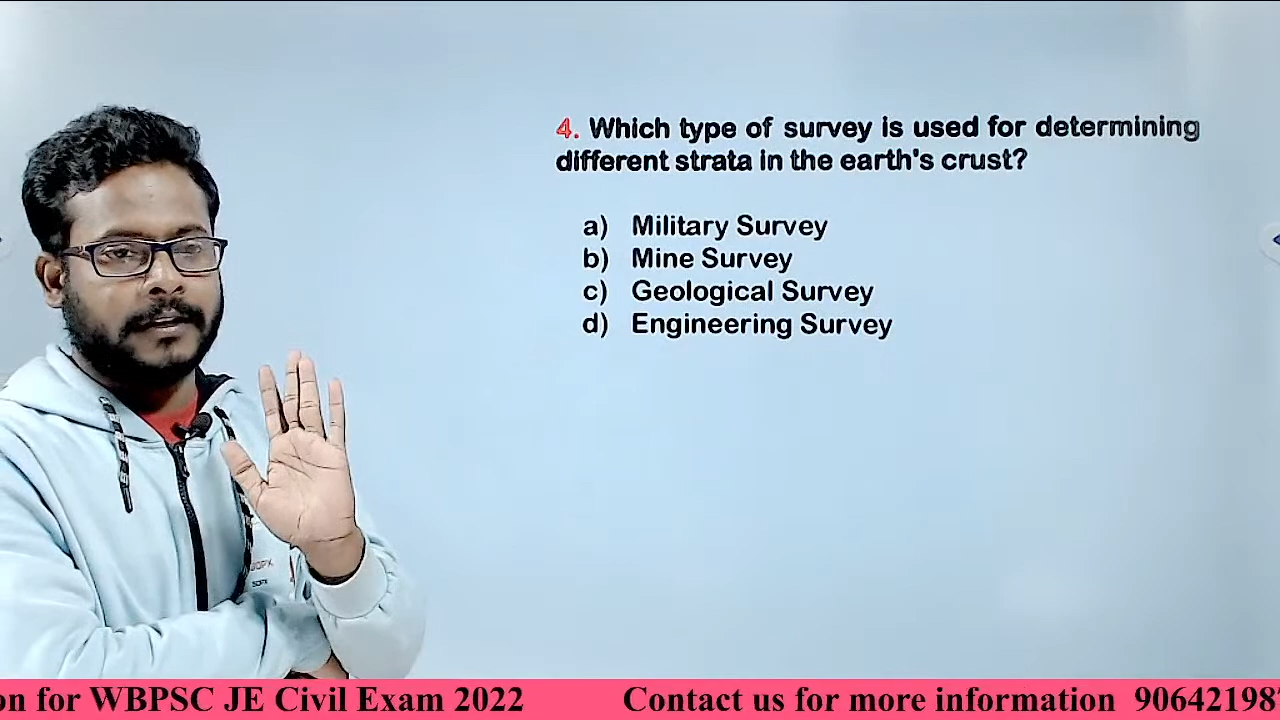 4. Which type of survey is used for determining
different strata in the earth's crust?
a) Military Survey
b) Mine Survey
c) Geological Survey
d) Engineering Survey
on for WBPSC JE Civil Exam 2022 Contact us for more information